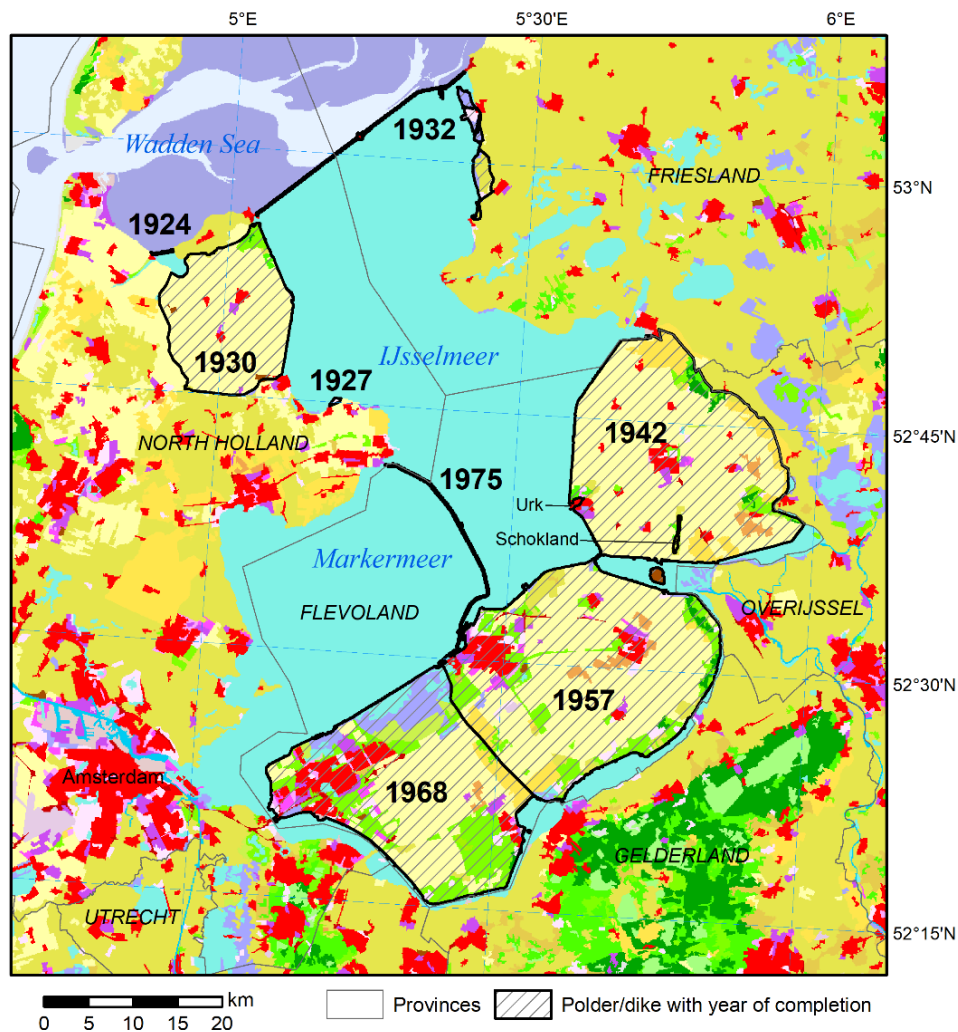 5°E 5°30'E 6°E
1932
Wadden Sea
FRIESLAND
53°N
1924
IJsselmeer
1930
1927
1942
52°45'N
NORTH HOLLAND
1975
Urk
Schokland
Markermeer
FLEVOLAND
OVERIJSSEL
52°30'N
1957
Amsterdam
1968
GELDERLAND
UTRECHT
52°15'N
km
0 5 10 15 20
Provinces
Polder/dike with year of completion